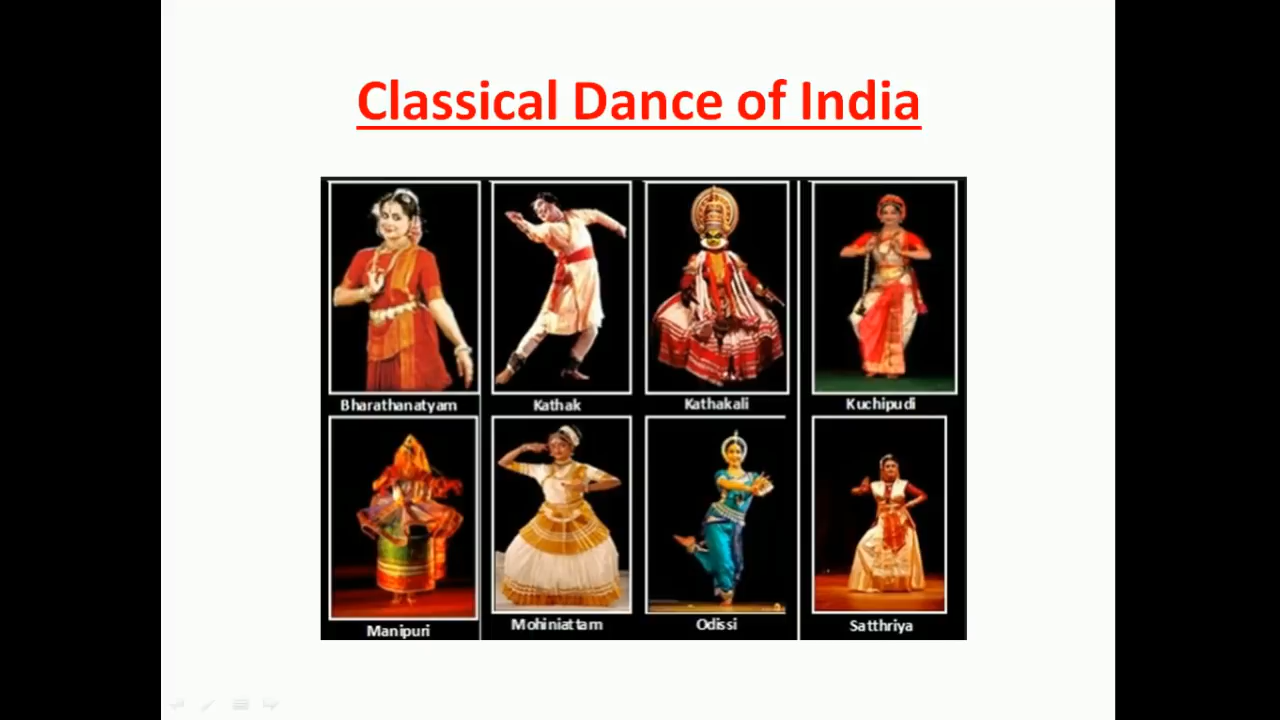 Classical Dance of India
Bharathanatyam Kathak Kathakali Kuchipudi
Manipuri Mohiniattam Odissi Satthriya